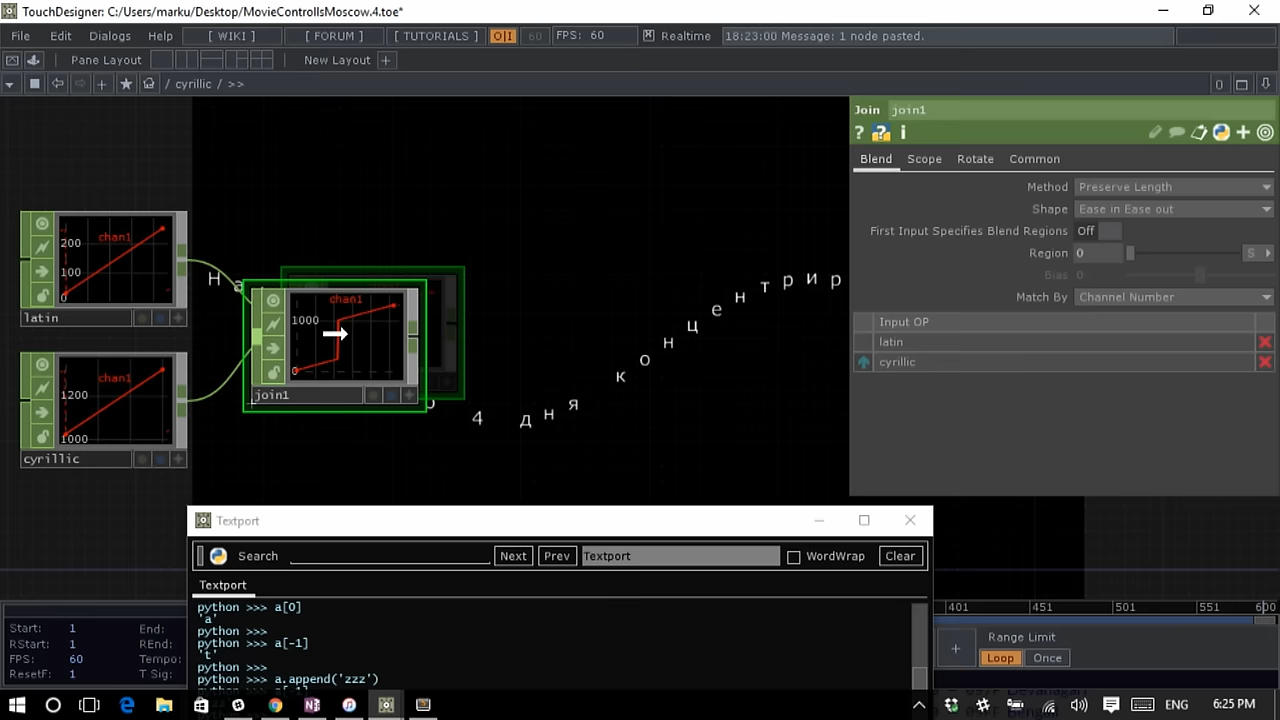 TouchDesigner: C:/Users/marku/Desktop/MovieControllsMoscow.4.toe*
File Edit Dialogs Help [ WIKI ] [ FORUM ] [ TUTORIALS ] O|I 60 FPS: 60 Realtime 18:23:00 Message: 1 node pasted.
Pane Layout New Layout +
/ cyrillic / >> 0
Join join1
? ? i
Blend Scope Rotate Common
Method Preserve Length
Shape Ease in Ease out
First Input Specifies Blend Regions Off
Region 0 S
Bias 0
Match By Channel Number
Input OP
latin
cyrillic
chan1
200
100
0
latin
chan1
1200
1000
cyrillic
chan1
1000
0
join1
Н а
4 дня концентрир
Textport
Search Next Prev Textport WordWrap Clear
Textport
python >>> a[0]
'a'
python >>>
python >>> a[-1]
't'
python >>>
python >>> a.append('zzz')
Start: 1 End:
RStart: 1 REnd:
FPS: 60 Tempo:
ResetF: 1 T Sig:
401 451 501 551 600
+ Range Limit
Loop Once
ENG 6:25 PM